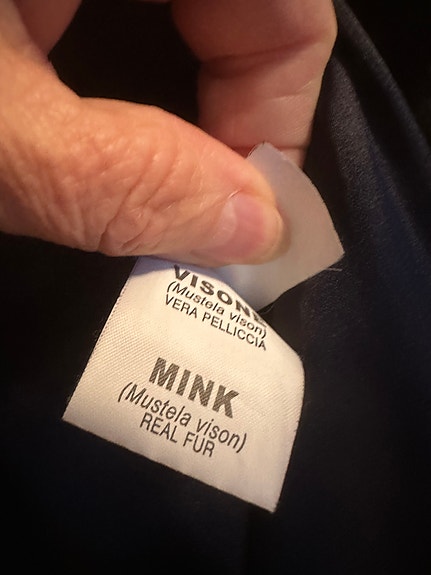 VISONE
(Mustela vison)
VERA PELLICCIA
MINK
(Mustela vison)
REAL FUR